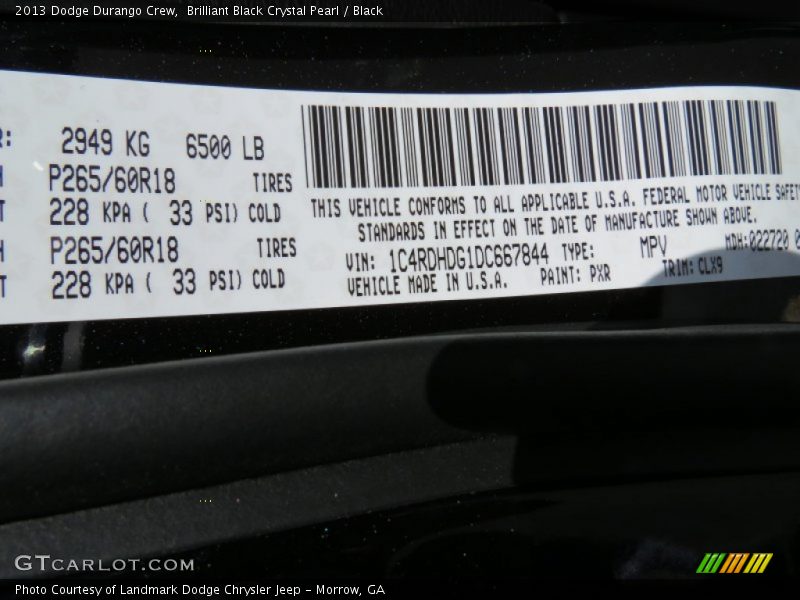 2013 Dodge Durango Crew, Brilliant Black Crystal Pearl / Black
2949 KG 6500 LB
P265/60R18 TIRES
228 KPA ( 33 PSI) COLD
P265/60R18 TIRES
228 KPA ( 33 PSI) COLD
THIS VEHICLE CONFORMS TO ALL APPLICABLE U.S.A. FEDERAL MOTOR VEHICLE
STANDARDS IN EFFECT ON THE DATE OF MANUFACTURE SHOWN ABOVE.
VIN: 1C4RDHDG1DC667844 TYPE: MPV MDH:022720
VEHICLE MADE IN U.S.A. PAINT: PXR TRIM: CLX9
GTCARLOT.COM
Photo Courtesy of Landmark Dodge Chrysler Jeep - Morrow, GA